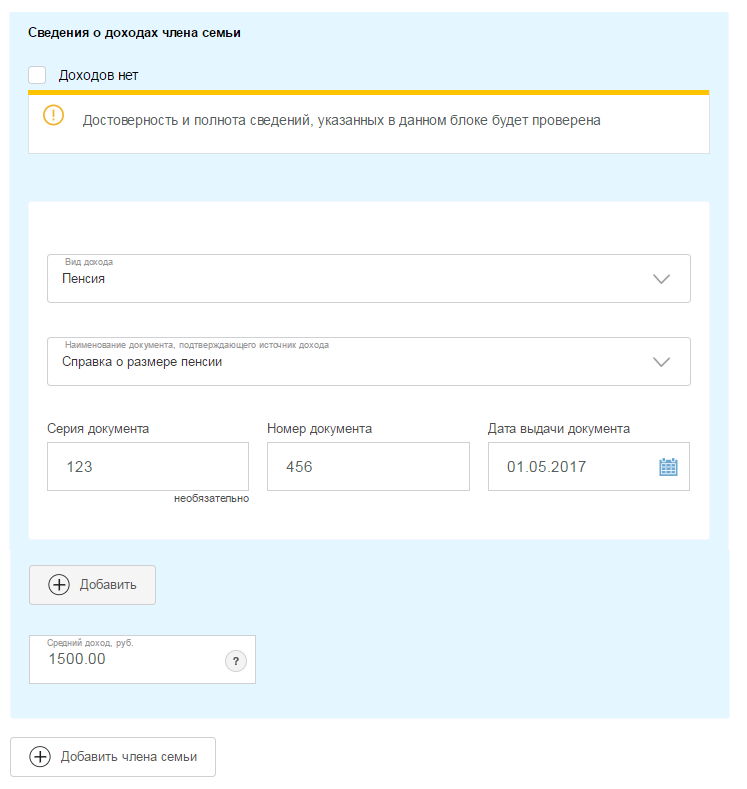 Сведения о доходах члена семьи
Доходов нет
Достоверность и полнота сведений, указанных в данном блоке будет проверена
Вид дохода
Пенсия
Наименование документа, подтверждающего источник дохода
Справка о размере пенсии
Серия документа
123
необязательно
Номер документа
456
Дата выдачи документа
01.05.2017
Добавить
Средний доход, руб.
1500.00
?
Добавить члена семьи